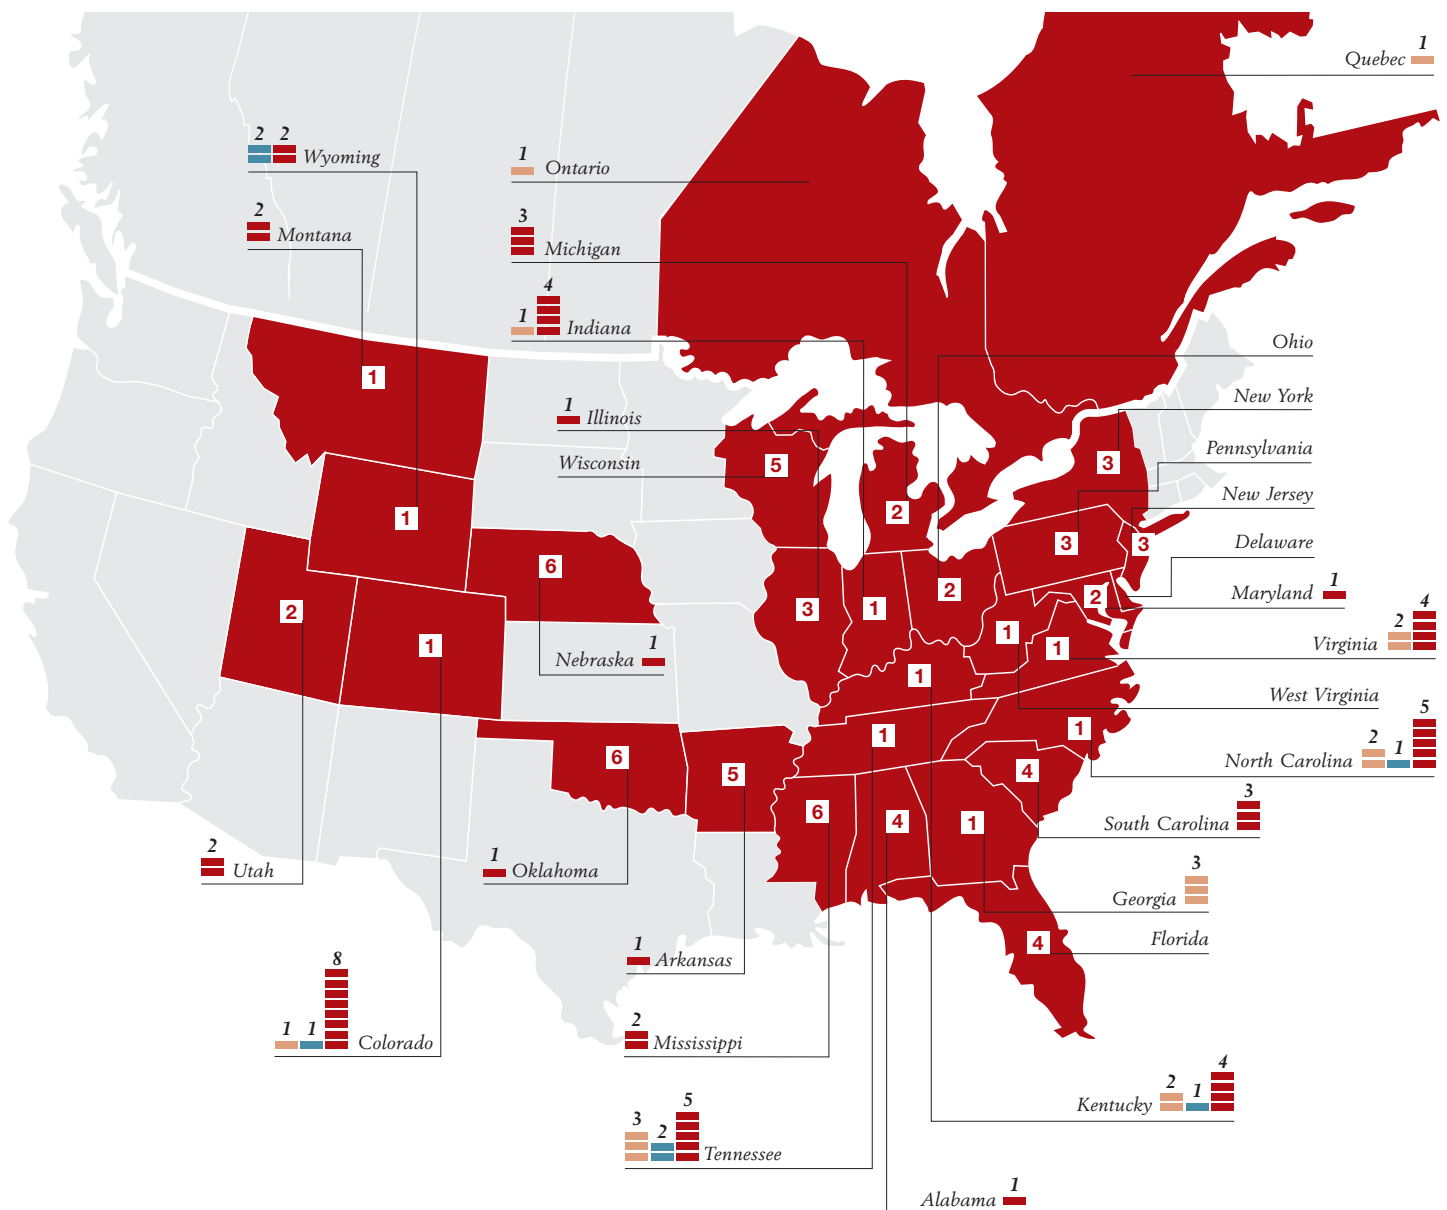 1
Quebec
2 2
Wyoming
1
Ontario
2
Montana
3
Michigan
4
1
Indiana
Ohio
1
New York
1
Illinois
Pennsylvania
3
Wisconsin
5
New Jersey
2
1
Delaware
3
3
6
Maryland
1
2
2
3
1
2
4
2
Virginia
1
1
1
Nebraska
1
1
West Virginia
5
2
1
North Carolina
1
1
6
5
4
3
South Carolina
6
4
1
2
Utah
1
Oklahoma
3
Georgia
4
Florida
1
Arkansas
8
1 1
Colorado
2
Mississippi
4
2
1
Kentucky
5
3
2
Tennessee
1
Alabama